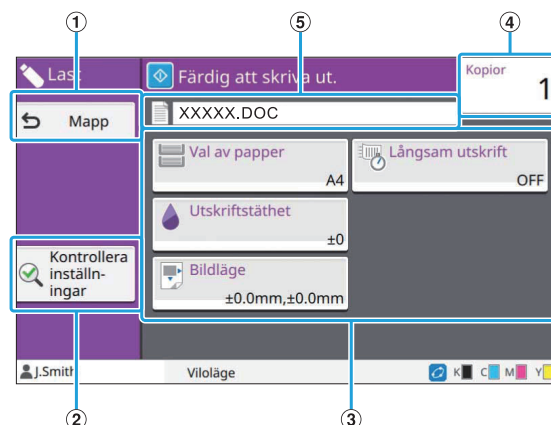 ① ⑤ ④
Last
Färdig att skriva ut.
Kopior
1
Mapp
XXXXX.DOC
Val av papper
A4
Långsam utskrift
OFF
Utskriftstäthet
±0
Bildläge
±0.0mm,±0.0mm
Kontrollera
inställn-
ingar
J.Smith
Viloläge
K C M Y
② ③